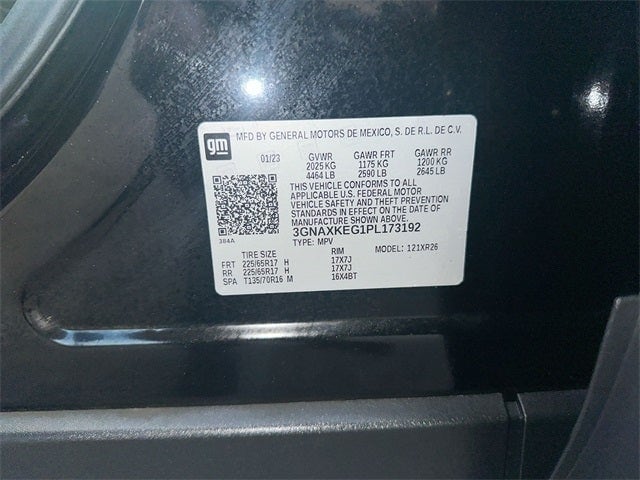 gm
MFD BY GENERAL MOTORS DE MEXICO, S. DE R.L. DE C.V.
01/23 GVWR GAWR FRT GAWR RR
2025 KG 1175 KG 1200 KG
4464 LB 2590 LB 2645 LB
THIS VEHICLE CONFORMS TO ALL
APPLICABLE U.S. FEDERAL MOTOR
VEHICLE SAFETY AND THEFT PREVENTION
STANDARDS IN EFFECT ON THE DATE OF
MANUFACTURE SHOWN ABOVE.
3GNAXKEG1PL173192
384A
TYPE: MPV MODEL: 121XR26
TIRE SIZE RIM
FRT 225/65R17 H 17X7J
RR 225/65R17 H 17X7J
SPA T135/70R16 M 16X4BT